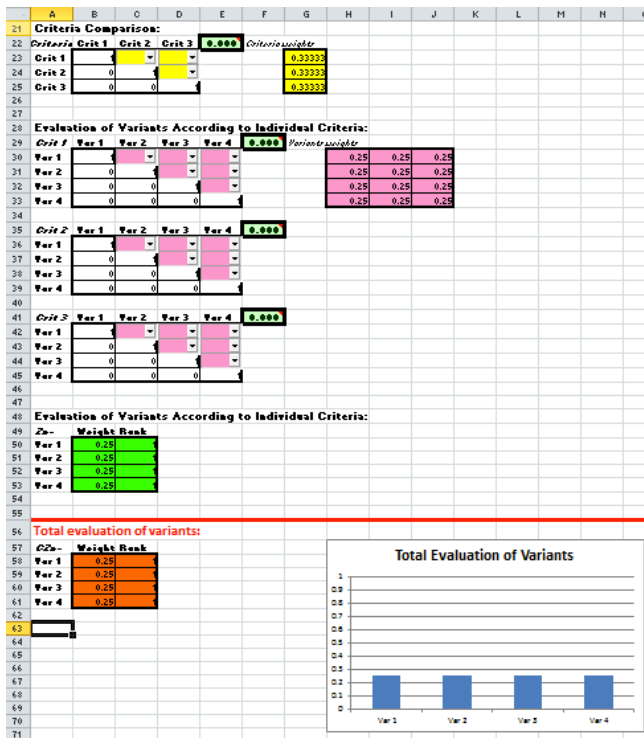 A B C D E F G H I J K L M N
21 Criteria Comparison:
22 Criteria Crit 1 Crit 2 Crit 3 0.000 Criteria weights
23 Crit 1 1 0.33333
24 Crit 2 0 1 0.33333
25 Crit 3 0 0 1 0.33333
26
27
28 Evaluation of Variants According to Individual Criteria:
29 Crit 1 Var 1 Var 2 Var 3 Var 4 0.000 Variants weights
30 Var 1 1 0.25 0.25 0.25
31 Var 2 0 1 0.25 0.25 0.25
32 Var 3 0 0 1 0.25 0.25 0.25
33 Var 4 0 0 0 1 0.25 0.25 0.25
34
35 Crit 2 Var 1 Var 2 Var 3 Var 4 0.000
36 Var 1 1
37 Var 2 0 1
38 Var 3 0 0 1
39 Var 4 0 0 0 1
40
41 Crit 3 Var 1 Var 2 Var 3 Var 4 0.000
42 Var 1 1
43 Var 2 0 1
44 Var 3 0 0 1
45 Var 4 0 0 0 1
46
47
48 Evaluation of Variants According to Individual Criteria:
49 Zn- Weight Rank
50 Var 1 0.25 1
51 Var 2 0.25 1
52 Var 3 0.25 1
53 Var 4 0.25 1
54
55
56 Total evaluation of variants:
57 CZn- Weight Rank
58 Var 1 0.25 1
59 Var 2 0.25 1
60 Var 3 0.25 1
61 Var 4 0.25 1
62
63
64
65
66
67
68
69
70
71
Total Evaluation of Variants
1
0.9
0.8
0.7
0.6
0.5
0.4
0.3
0.2
0.1
0
Var 1 Var 2 Var 3 Var 4